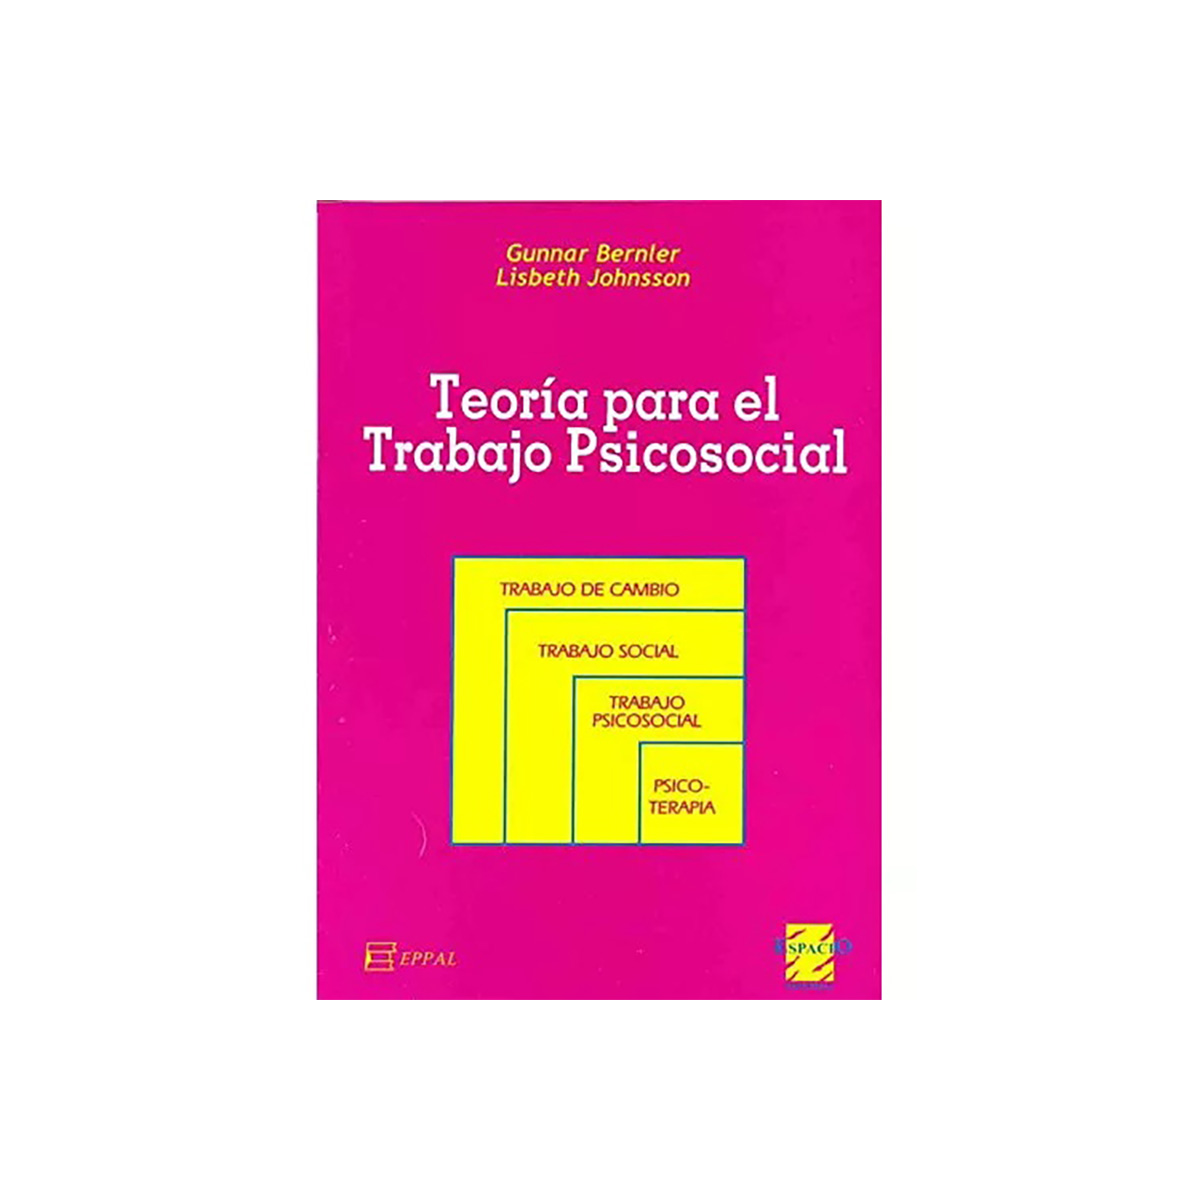 Gunnar Bernler
Lisbeth Johnsson
Teoría para el
Trabajo Psicosocial
TRABAJO DE CAMBIO
TRABAJO SOCIAL
TRABAJO
PSICOSOCIAL
PSICO-
TERAPIA
EPPAL
ESPACIO